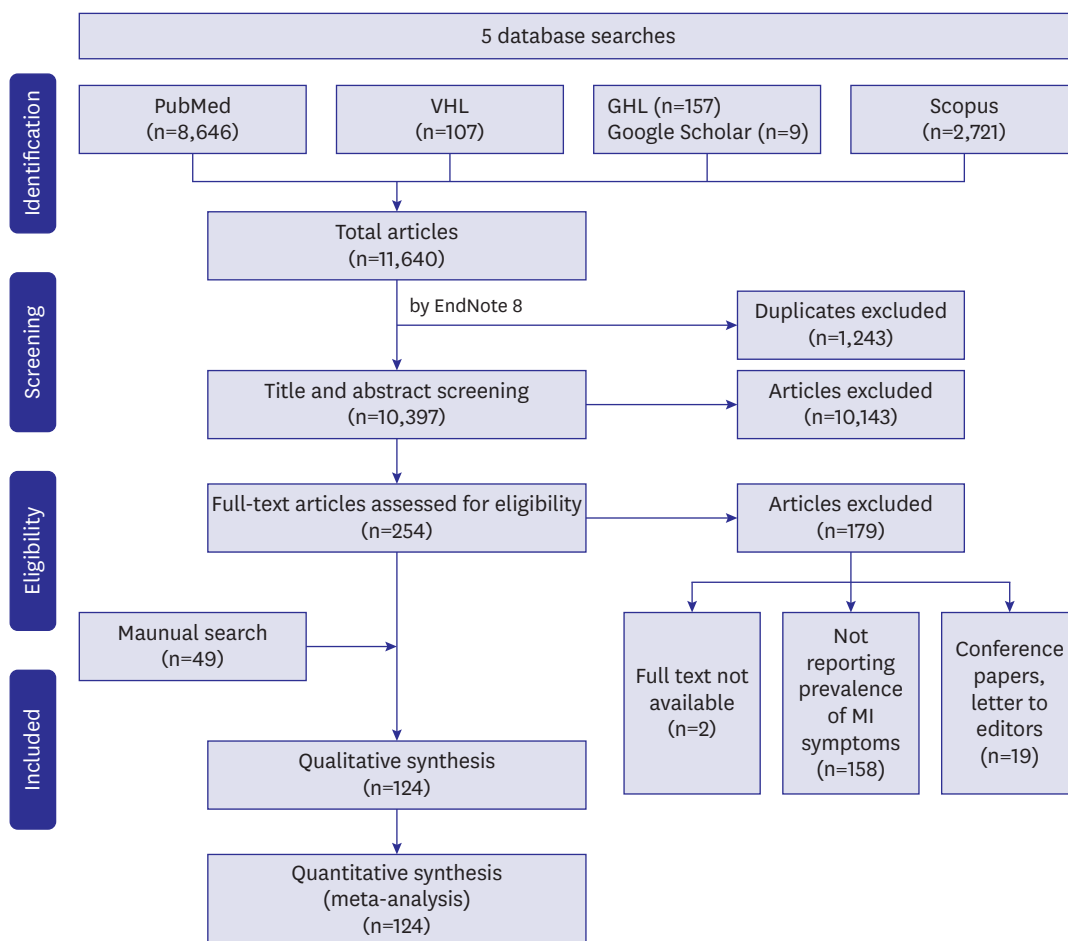 5 database searches
Identification
PubMed
(n=8,646)
VHL
(n=107)
GHL (n=157)
Google Scholar (n=9)
Scopus
(n=2,721)
Total articles
(n=11,640)
Screening
by EndNote 8
Duplicates excluded
(n=1,243)
Title and abstract screening
(n=10,397)
Articles excluded
(n=10,143)
Eligibility
Full-text articles assessed for eligibility
(n=254)
Articles excluded
(n=179)
Maunual search
(n=49)
Full text not
available
(n=2)
Not
reporting
prevalence
of MI
symptoms
(n=158)
Conference
papers,
letter to
editors
(n=19)
Included
Qualitative synthesis
(n=124)
Quantitative synthesis
(meta-analysis)
(n=124)